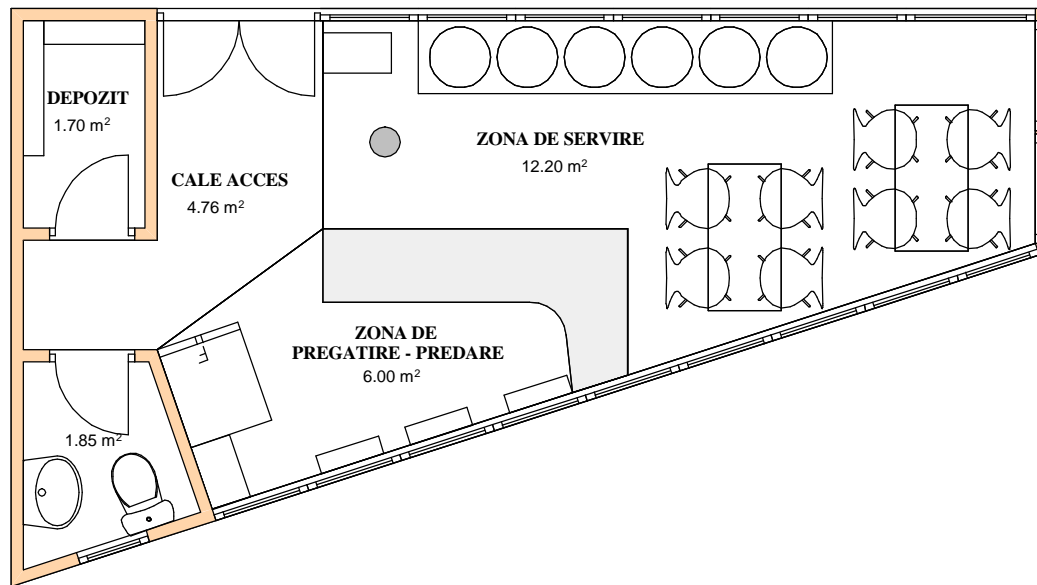 DEPOZIT
1.70 m²
CALE ACCES
4.76 m²
ZONA DE SERVIRE
12.20 m²
ZONA DE
PREGATIRE - PREDARE
6.00 m²
1.85 m²